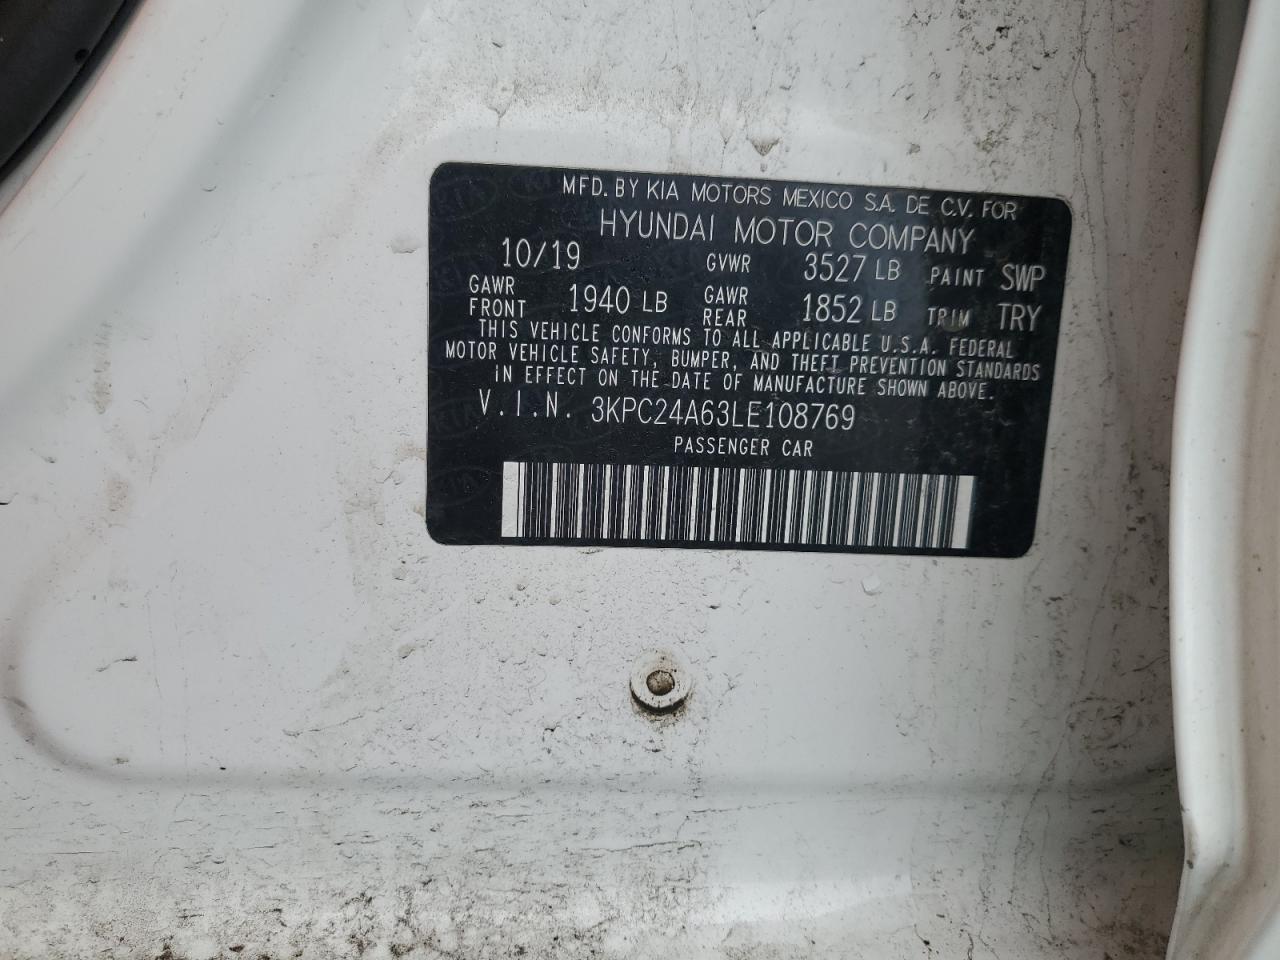 MFD. BY KIA MOTORS MEXICO S.A. DE C.V. FOR
HYUNDAI MOTOR COMPANY
10/19 GVWR 3527 LB PAINT SWP
GAWR FRONT 1940 LB GAWR REAR 1852 LB TRIM TRY
THIS VEHICLE CONFORMS TO ALL APPLICABLE U.S.A. FEDERAL
MOTOR VEHICLE SAFETY, BUMPER, AND THEFT PREVENTION STANDARDS
IN EFFECT ON THE DATE OF MANUFACTURE SHOWN ABOVE.
V.I.N. 3KPC24A63LE108769
PASSENGER CAR